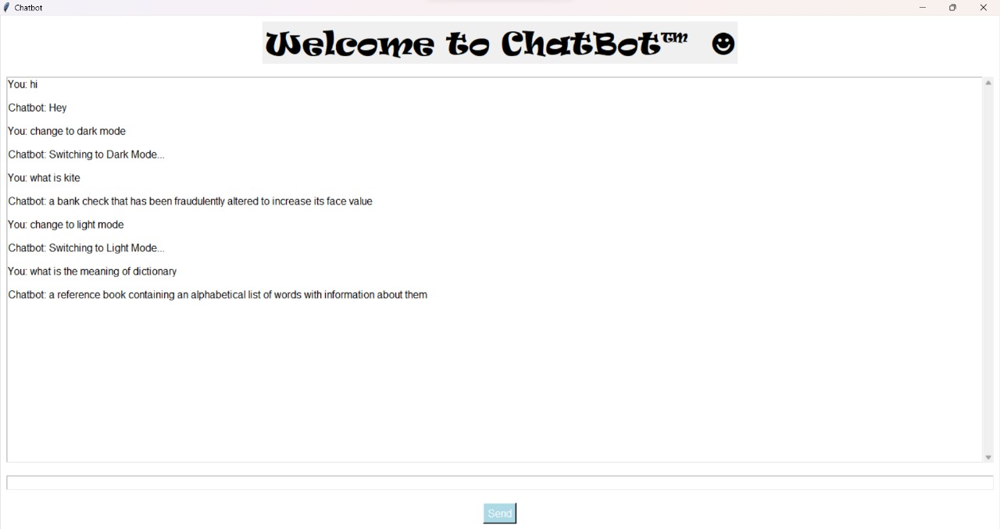 Chatbot
Welcome to ChatBot™ ☻
You: hi
Chatbot: Hey
You: change to dark mode
Chatbot: Switching to Dark Mode...
You: what is kite
Chatbot: a bank check that has been fraudulently altered to increase its face value
You: change to light mode
Chatbot: Switching to Light Mode...
You: what is the meaning of dictionary
Chatbot: a reference book containing an alphabetical list of words with information about them
Send